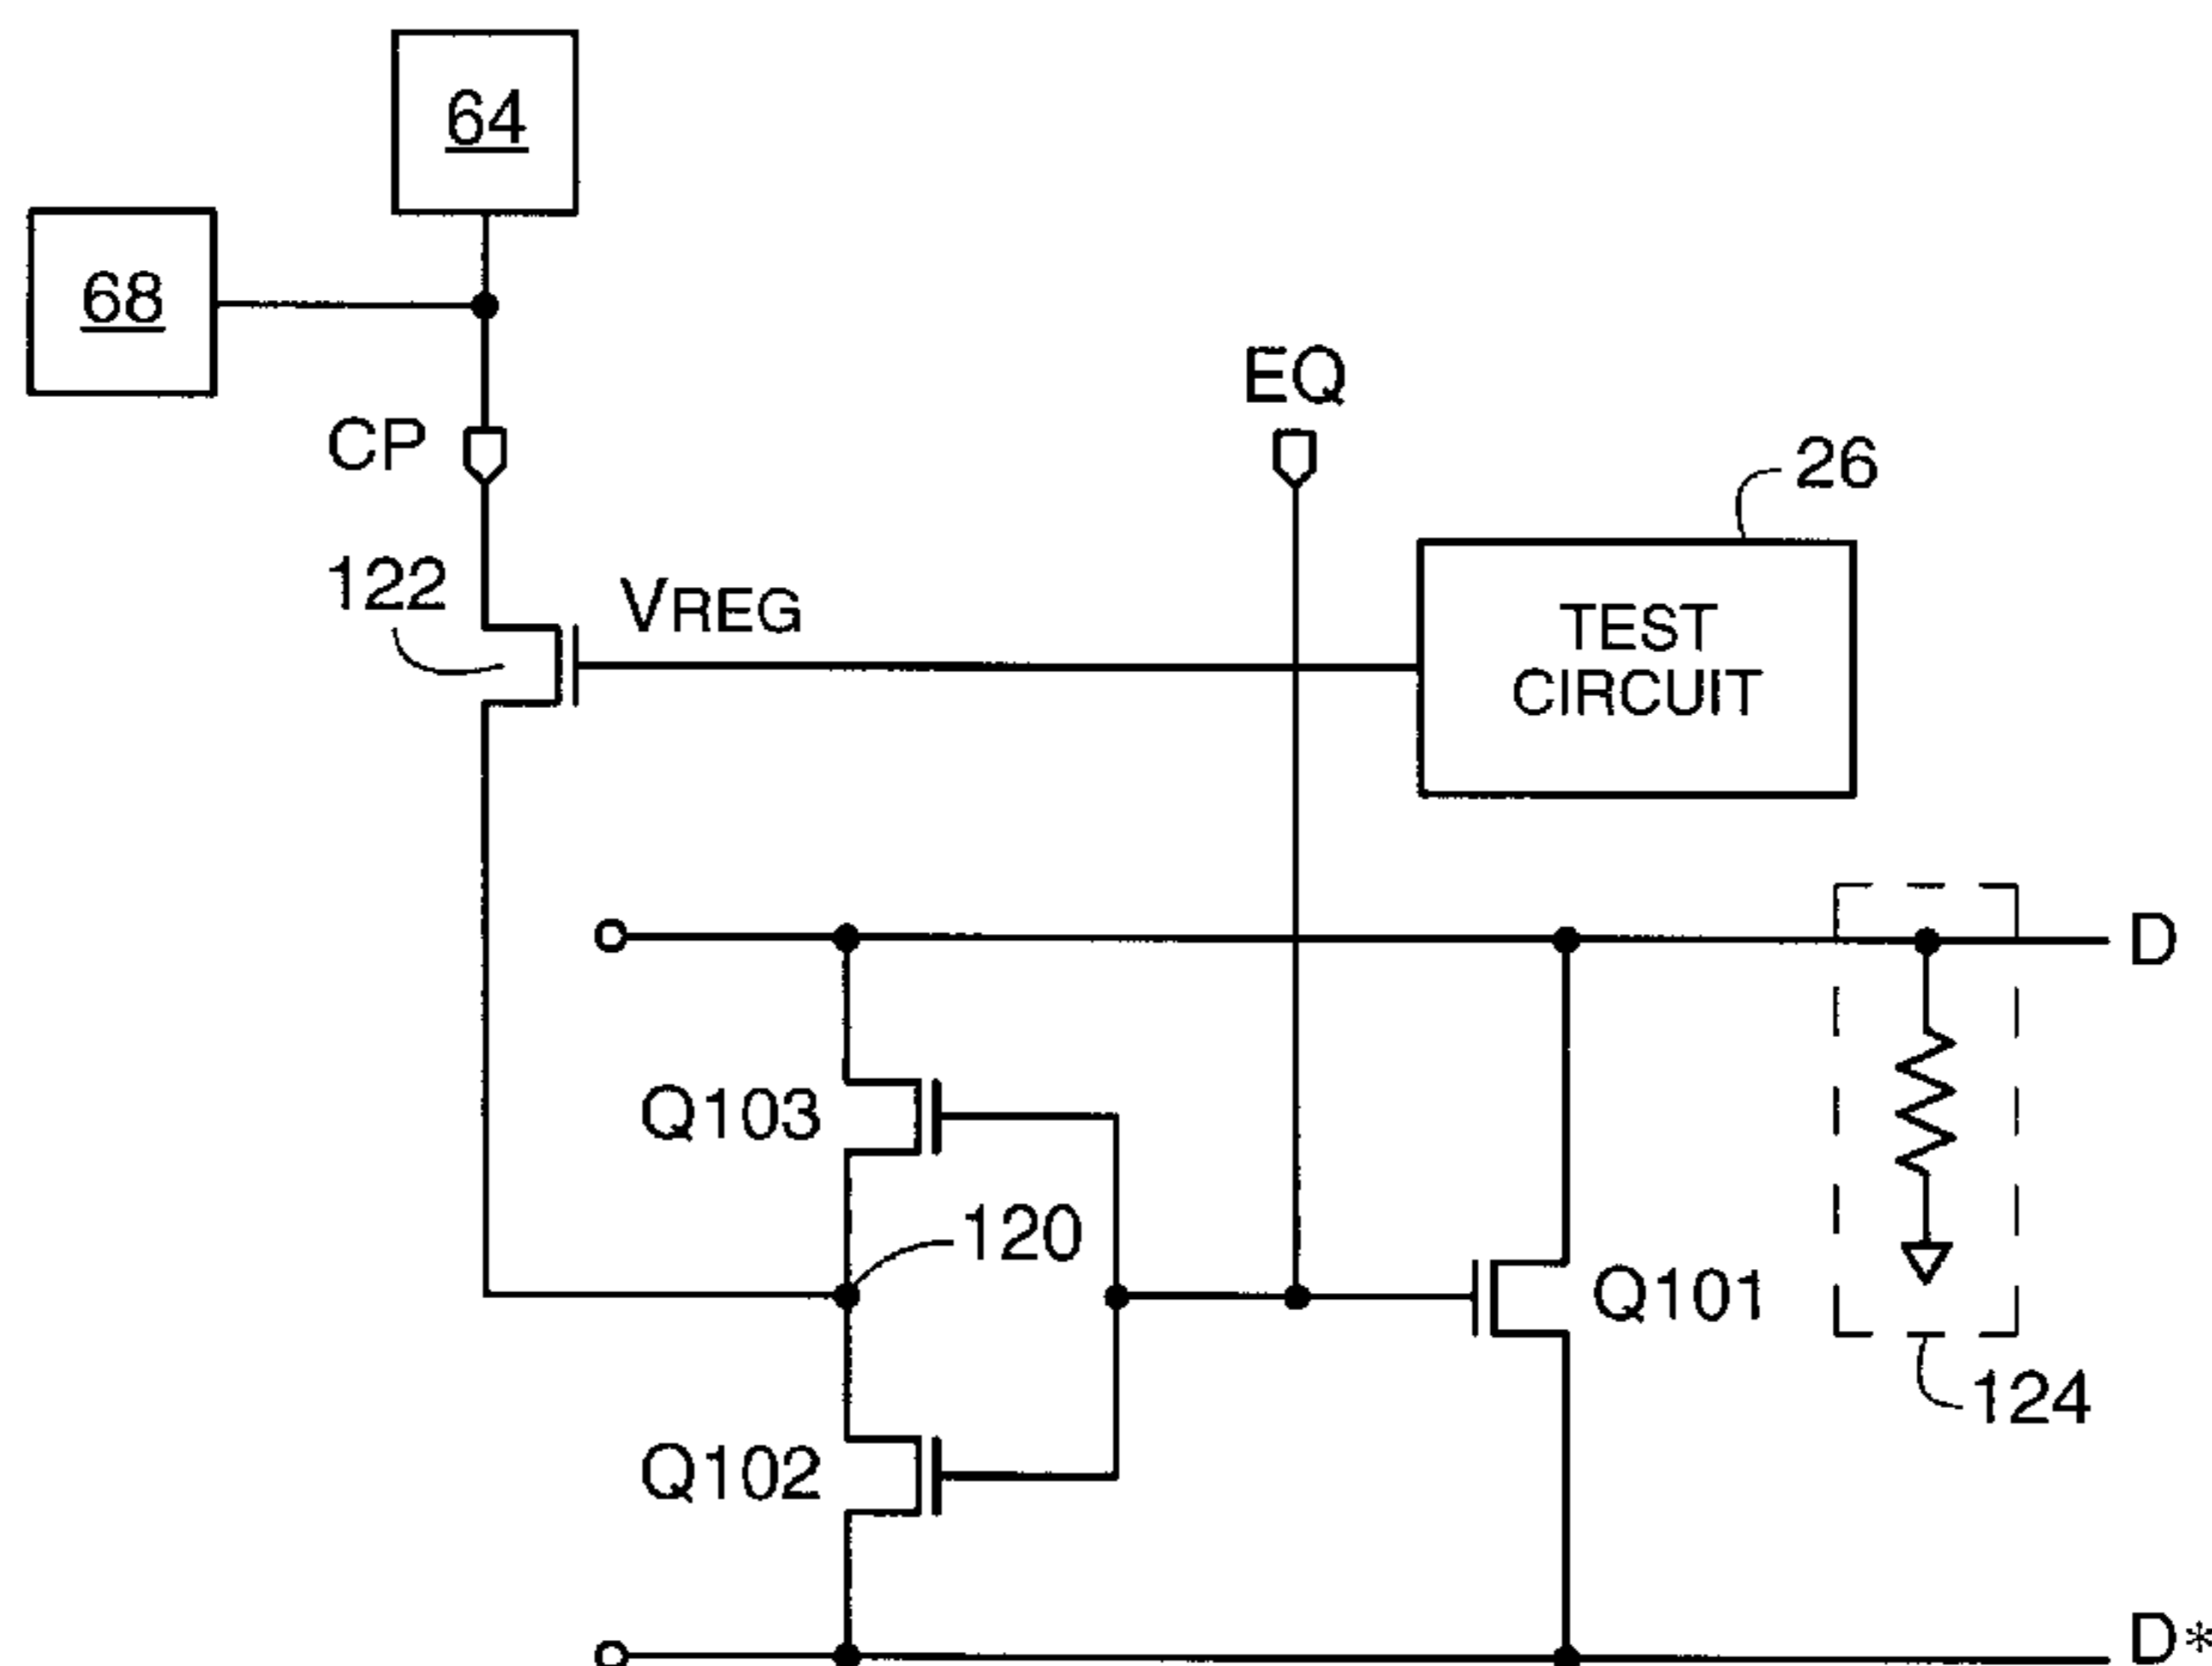 64
68
EQ
CP
26
122
VREG
TEST
CIRCUIT
D
Q103
120
Q101
124
Q102
D*